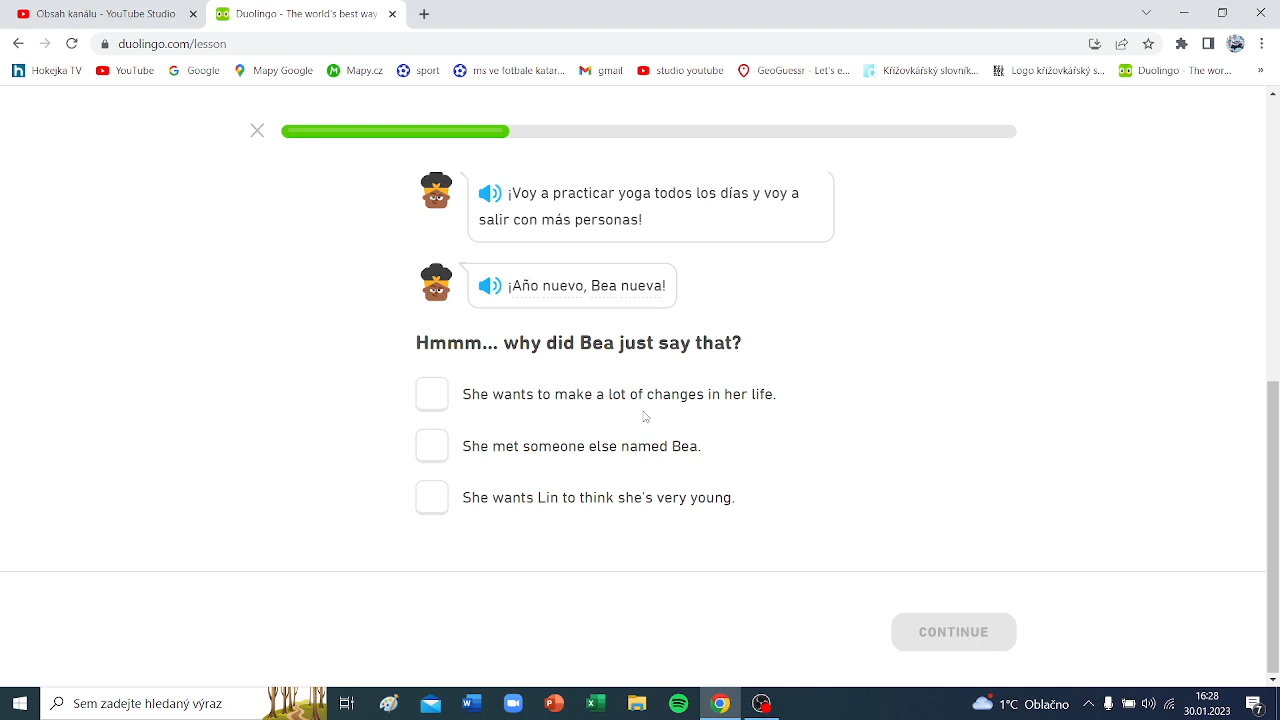 Obsah kanálu - YouTube Studio
Duolingo - The world's best way
duolingo.com/lesson
Hokejka TV
YouTube
Google
Mapy Google
Mapy.cz
sport
ms ve fotbale - tar...
gmail
studio youtube
GeoGuessr - Let's e...
Křížovkářský slovní...
Logo křížovkářský s...
Duolingo - The wor...
»
¡Voy a practicar yoga todos los días y voy a
salir con más personas!
¡Año nuevo, Bea nueva!
Hmmm... why did Bea just say that?
She wants to make a lot of changes in her life.
She met someone else named Bea.
She wants Lin to think she's very young.
CONTINUE
Sem zadejte hledaný výraz
1°C Oblačno
16:28
30.01.2023